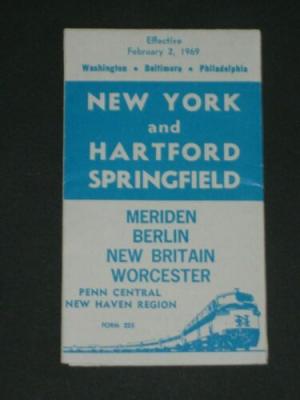 Effective
February 2, 1969
Washington • Baltimore • Philadelphia
NEW YORK
and
HARTFORD
SPRINGFIELD
MERIDEN
BERLIN
NEW BRITAIN
WORCESTER
PENN CENTRAL
NEW HAVEN REGION
FORM 225